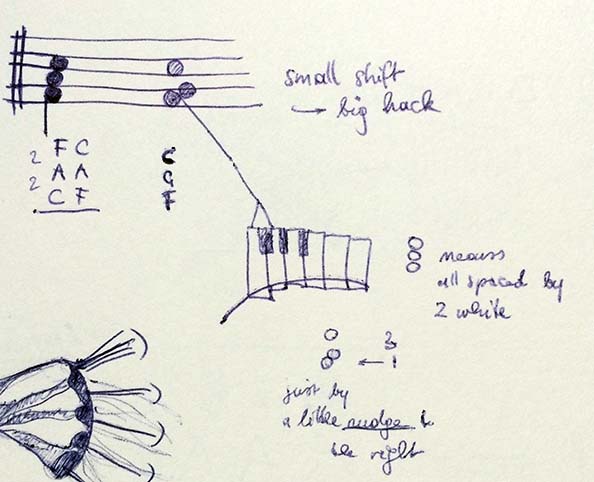 small shift
→ big hack
2 F C
2 A A
C F
C
G
F
means
all spaced by
2 white
3
← 1
just by
a little nudge to
the right